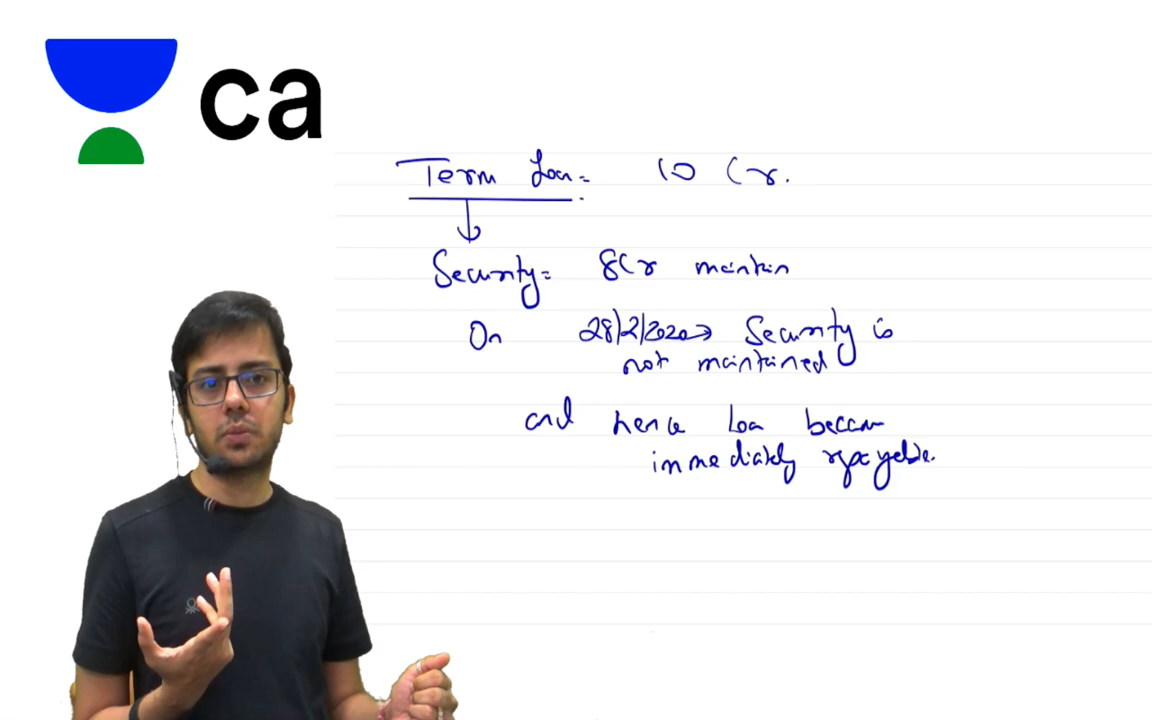 ca
Term Loan = 10 Cr.
Security = 8Cr maintain
On 28/2/2020 → Security is
not maintained
and hence Loan become
immediately repayable.